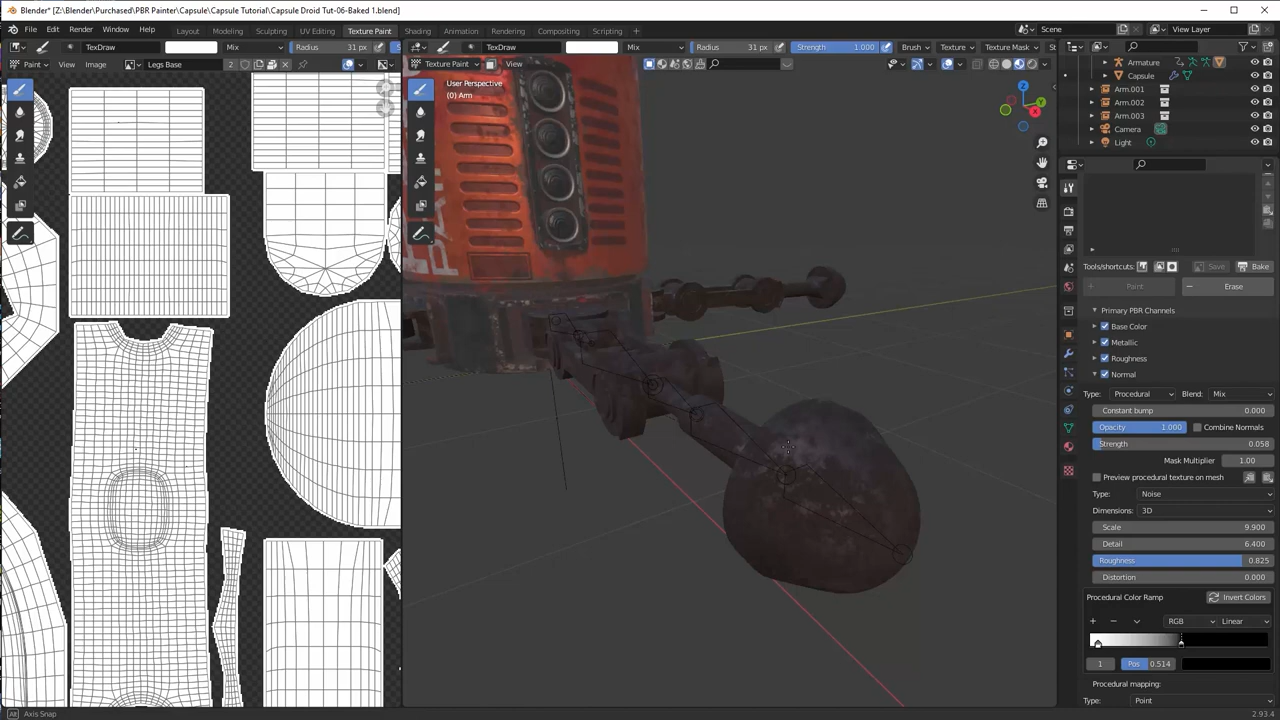 Blender* [Z:\Blender\Purchased\PBR Painter\Capsule\Capsule Tutorial\Capsule Droid Tut-06-Baked 1.blend]
File Edit Render Window Help Layout Modeling Sculpting UV Editing Texture Paint Shading Animation Rendering Compositing Scripting Scene View Layer
TexDraw Mix Radius 31 px TexDraw Mix Radius 31 px Strength 1.000 Brush Texture Texture Mask
Paint View Image Legs Base 2 Texture Paint View
User Perspective
(0) Arm
Armature
Capsule
Arm.001
Arm.002
Arm.003
Camera
Light
Tools/shortcuts: Save Bake
Paint Erase
Primary PBR Channels
Base Color
Metallic
Roughness
Normal
Type: Procedural Blend: Mix
Constant bump 0.000
Opacity 1.000 Combine Normals
Strength 0.058
Mask Multiplier 1.00
Preview procedural texture on mesh
Type: Noise
Dimensions: 3D
Scale 9.900
Detail 6.400
Roughness 0.825
Distortion 0.000
Procedural Color Ramp Invert Colors
RGB Linear
1 Pos 0.514
Procedural mapping:
Type: Point
Axis Snap 2.93.4